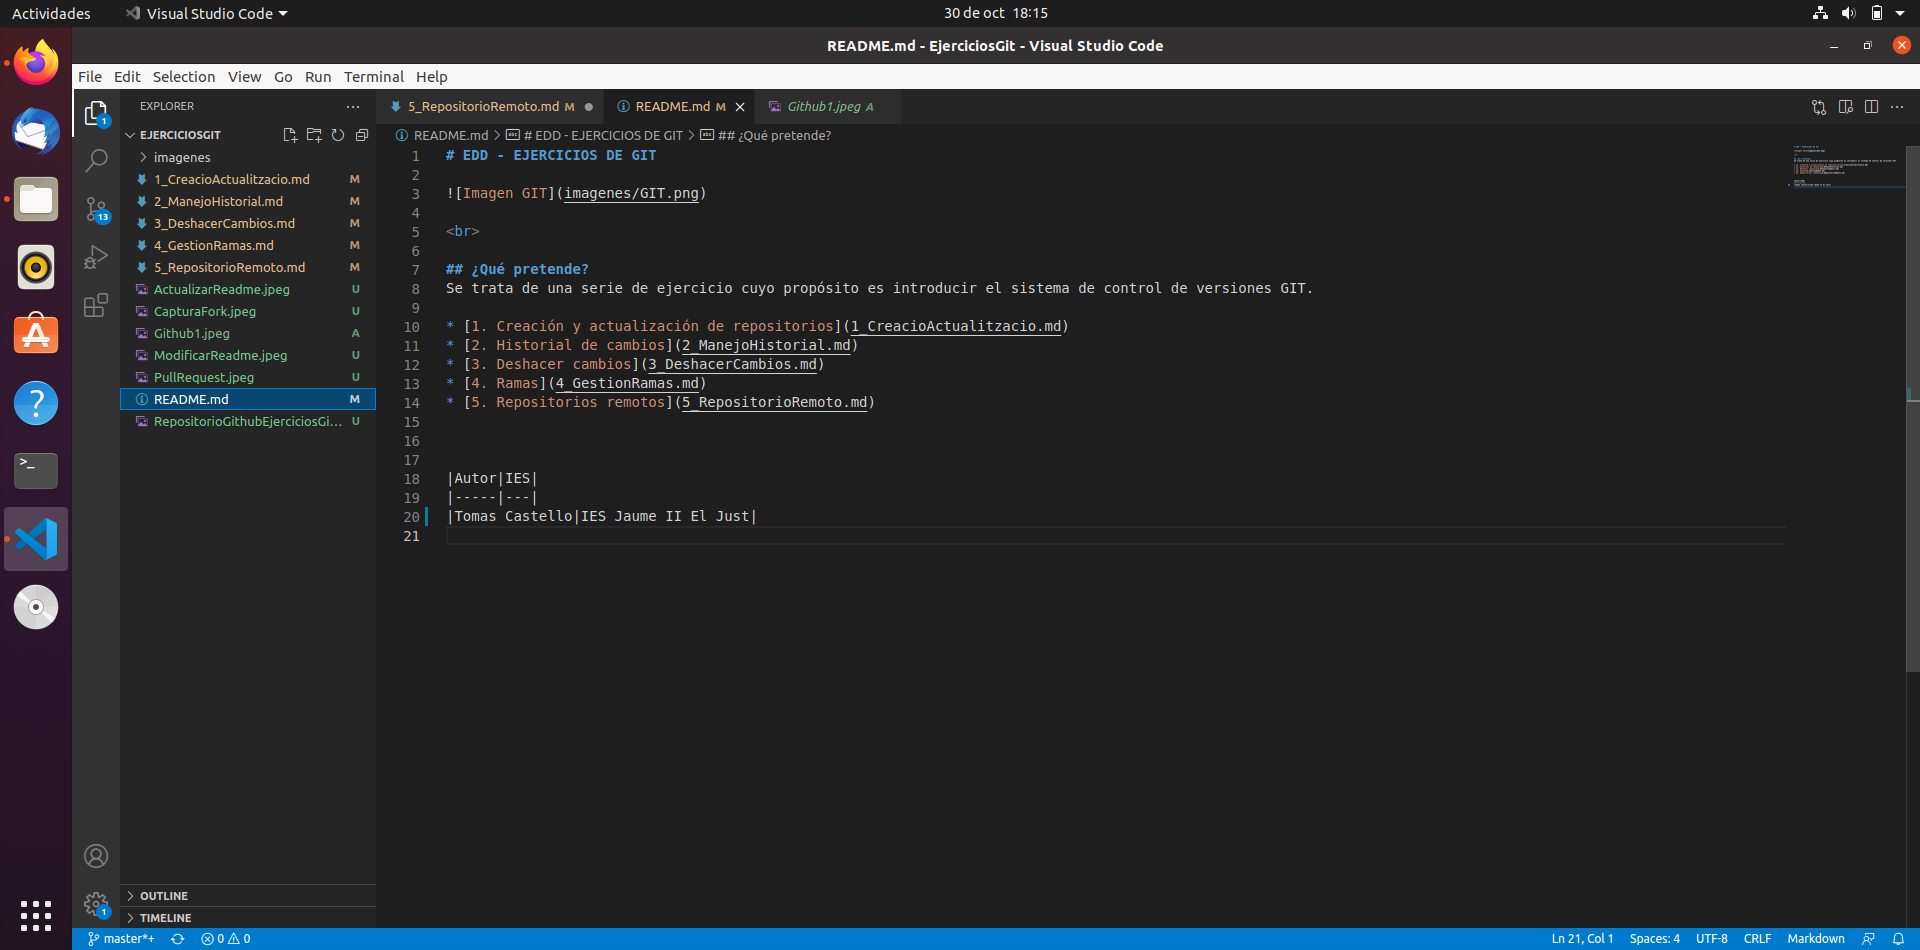 Actividades
Visual Studio Code
30 de oct 18:15
README.md - EjerciciosGit - Visual Studio Code
File Edit Selection View Go Run Terminal Help
EXPLORER
EJERCICIOSGIT
imagenes
1_CreacioActualitzacio.md M
2_ManejoHistorial.md M
3_DeshacerCambios.md M
4_GestionRamas.md M
5_RepositorioRemoto.md M
ActualizarReadme.jpeg U
CapturaFork.jpeg U
Github1.jpeg A
ModificarReadme.jpeg U
PullRequest.jpeg U
README.md M
RepositorioGithubEjerciciosGi... U
OUTLINE
TIMELINE
1
13
1
5_RepositorioRemoto.md M
README.md M
Github1.jpeg A
README.md > # EDD - EJERCICIOS DE GIT > ## ¿Qué pretende?
1 # EDD - EJERCICIOS DE GIT
2
3 ![Imagen GIT](imagenes/GIT.png)
4
5 <br>
6
7 ## ¿Qué pretende?
8 Se trata de una serie de ejercicio cuyo propósito es introducir el sistema de control de versiones GIT.
9
10 * [1. Creación y actualización de repositorios](1_CreacioActualitzacio.md)
11 * [2. Historial de cambios](2_ManejoHistorial.md)
12 * [3. Deshacer cambios](3_DeshacerCambios.md)
13 * [4. Ramas](4_GestionRamas.md)
14 * [5. Repositorios remotos](5_RepositorioRemoto.md)
15
16
17
18 |Autor|IES|
19 |-----|---|
20 |Tomas Castello|IES Jaume II El Just|
21
master*+
0 0
Ln 21, Col 1
Spaces: 4
UTF-8
CRLF
Markdown